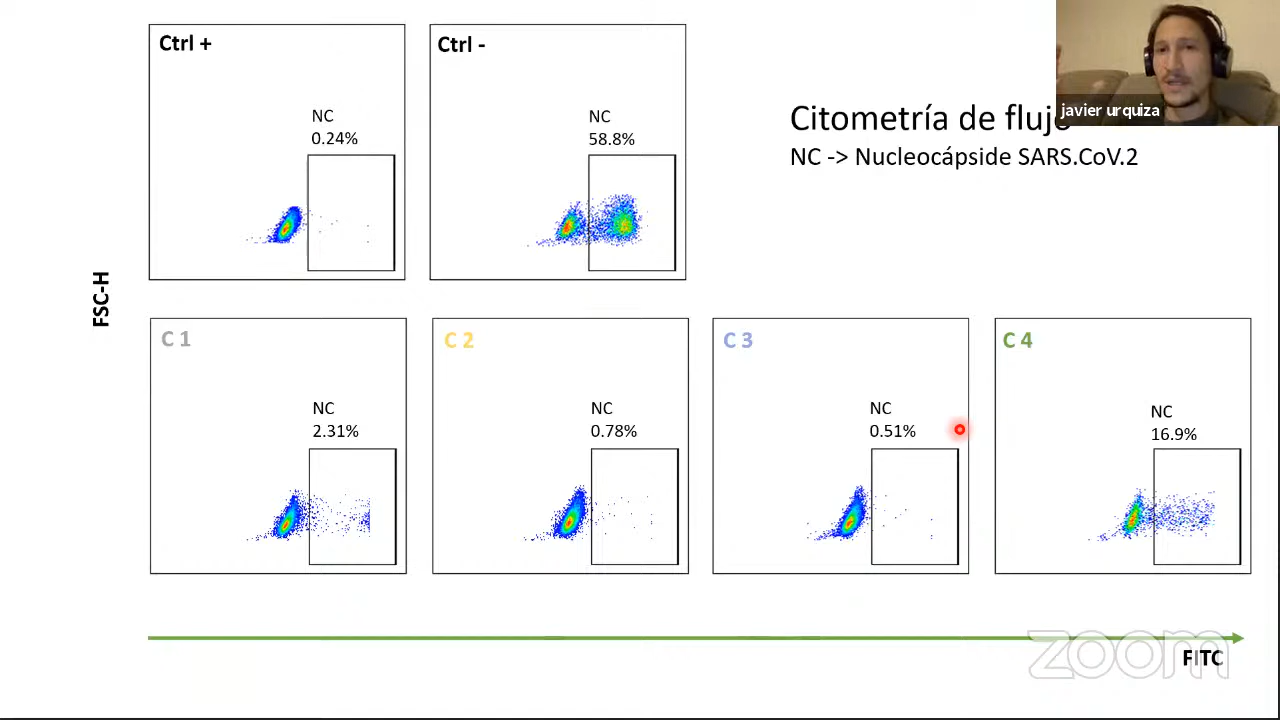 Ctrl +
NC
0.24%
Ctrl -
NC
58.8%
javier urquiza
Citometría de flujo
NC -> Nucleocápside SARS.CoV.2
FSC-H
C 1
NC
2.31%
C 2
NC
0.78%
C 3
NC
0.51%
C 4
NC
16.9%
zoom
FITC